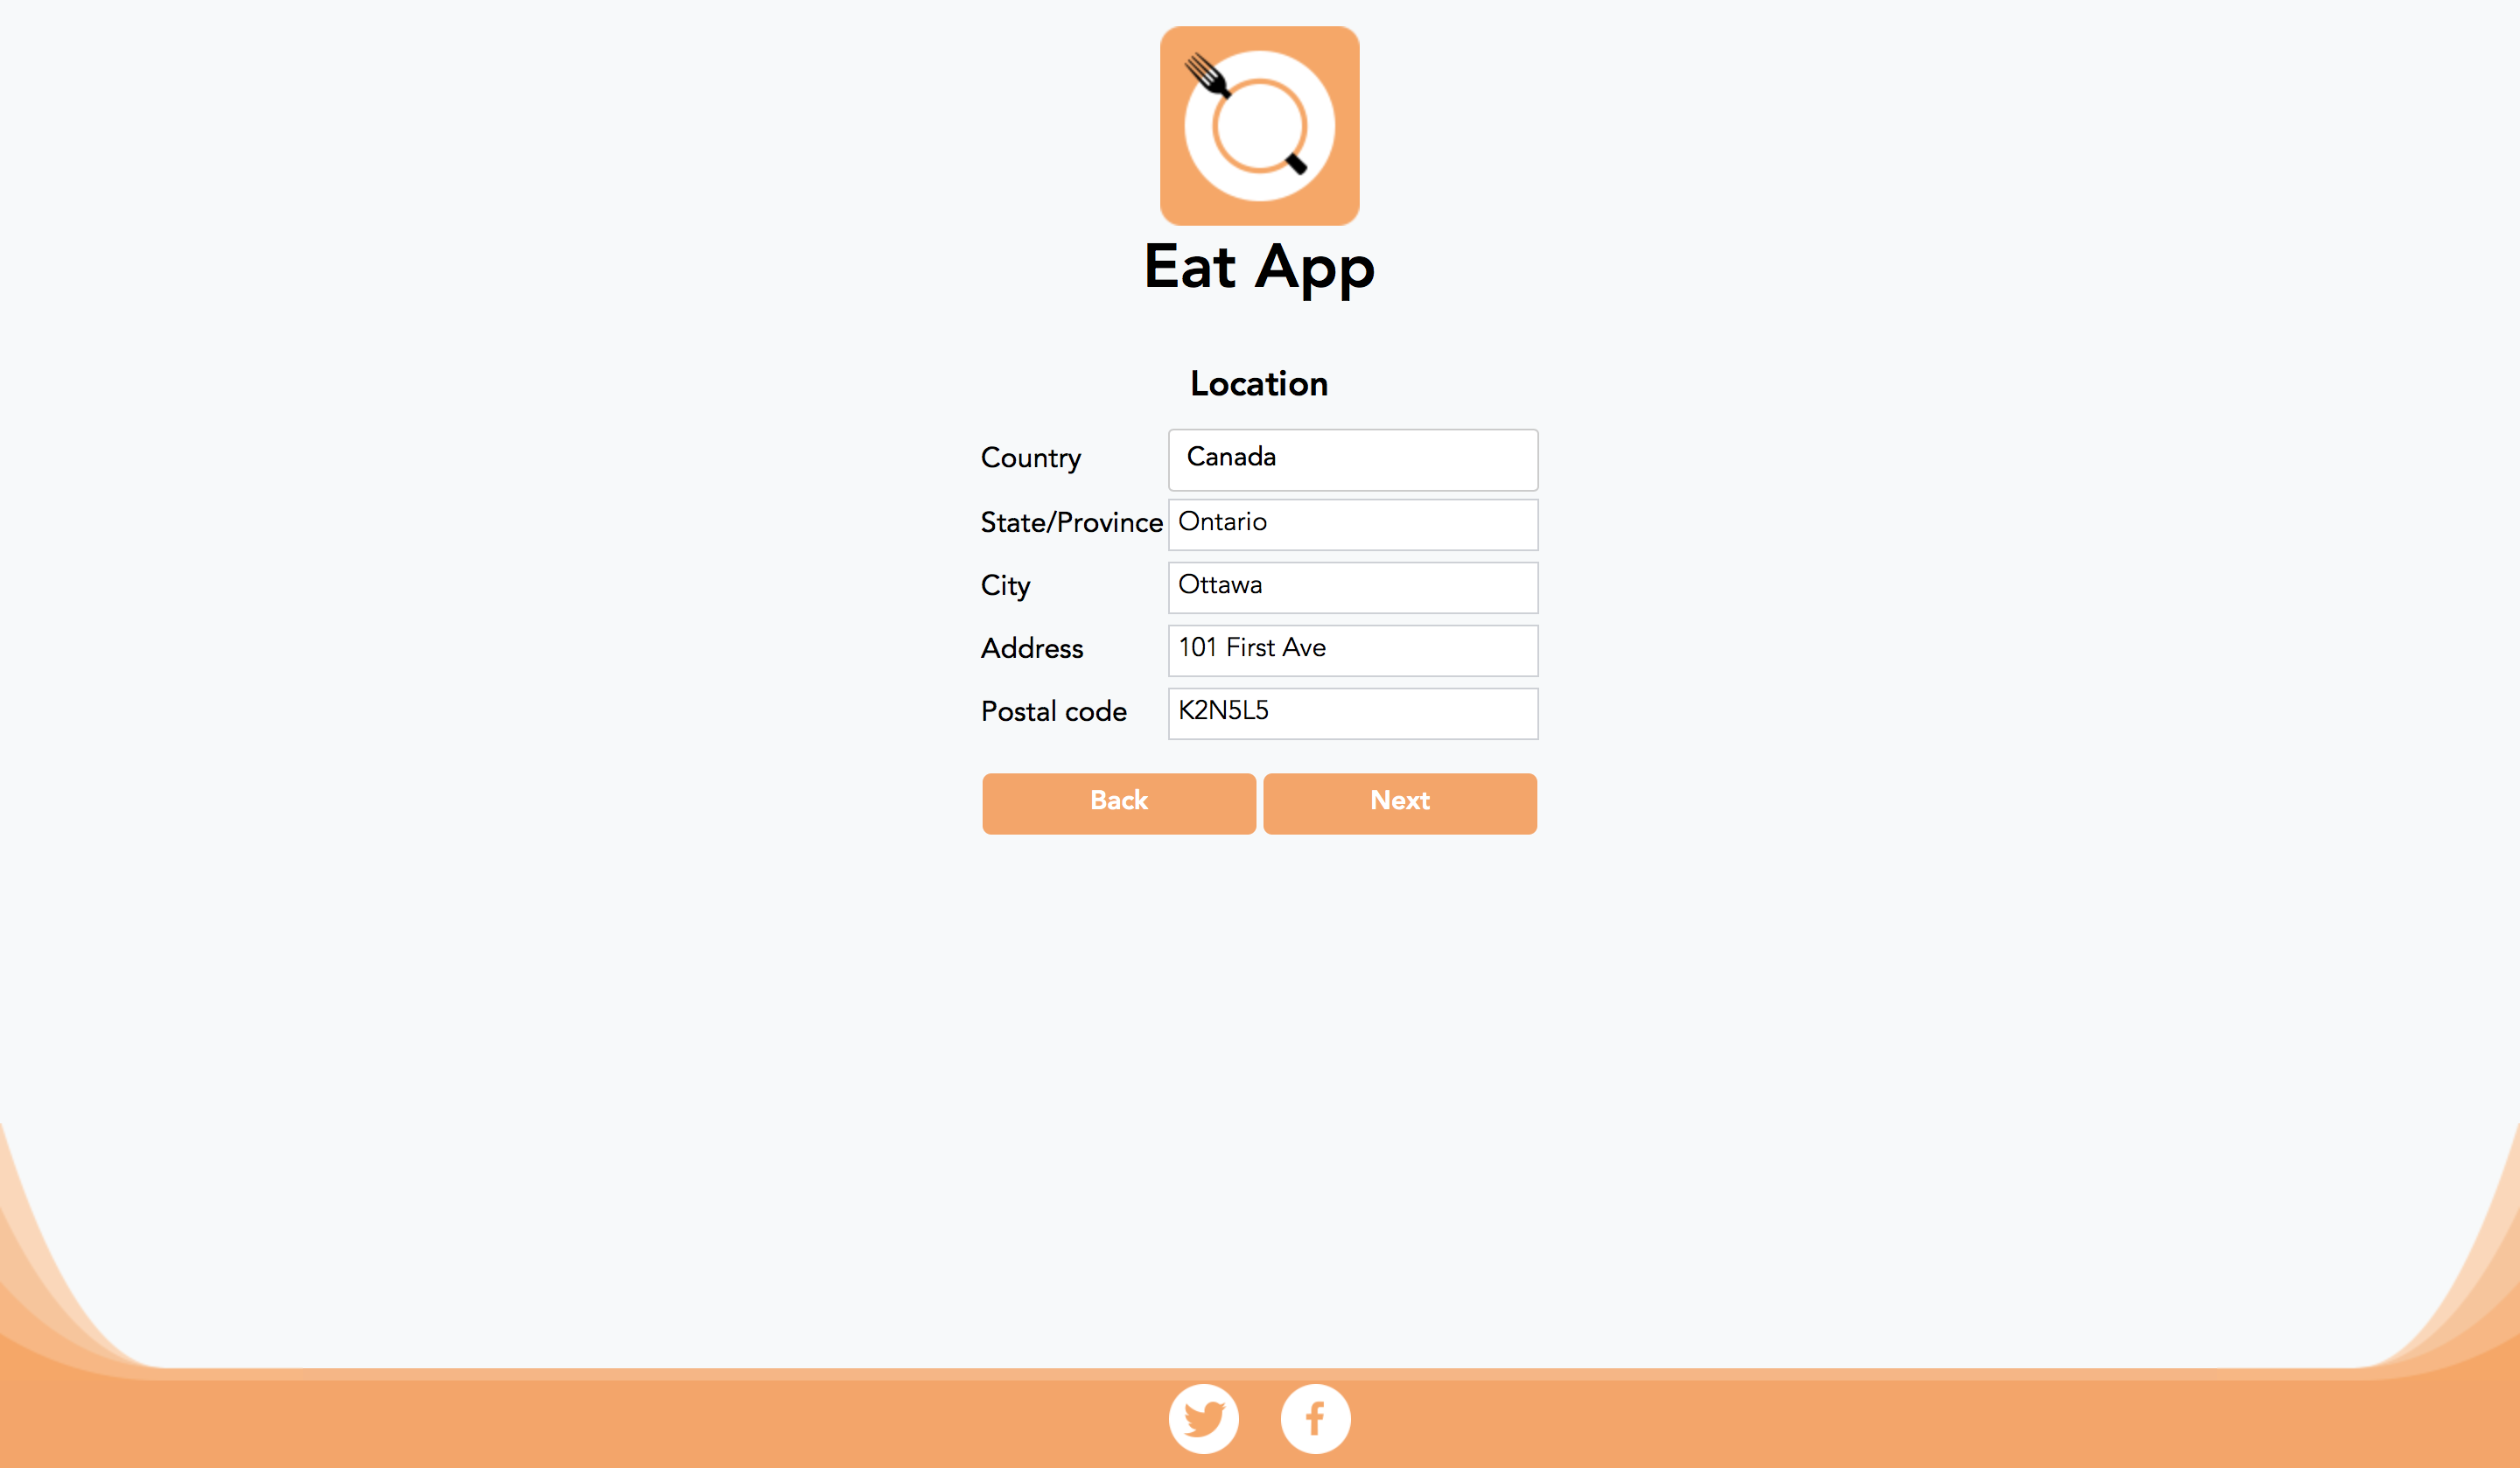 Eat App
Location
Country Canada
State/Province Ontario
City Ottawa
Address 101 First Ave
Postal code K2N5L5
Back Next